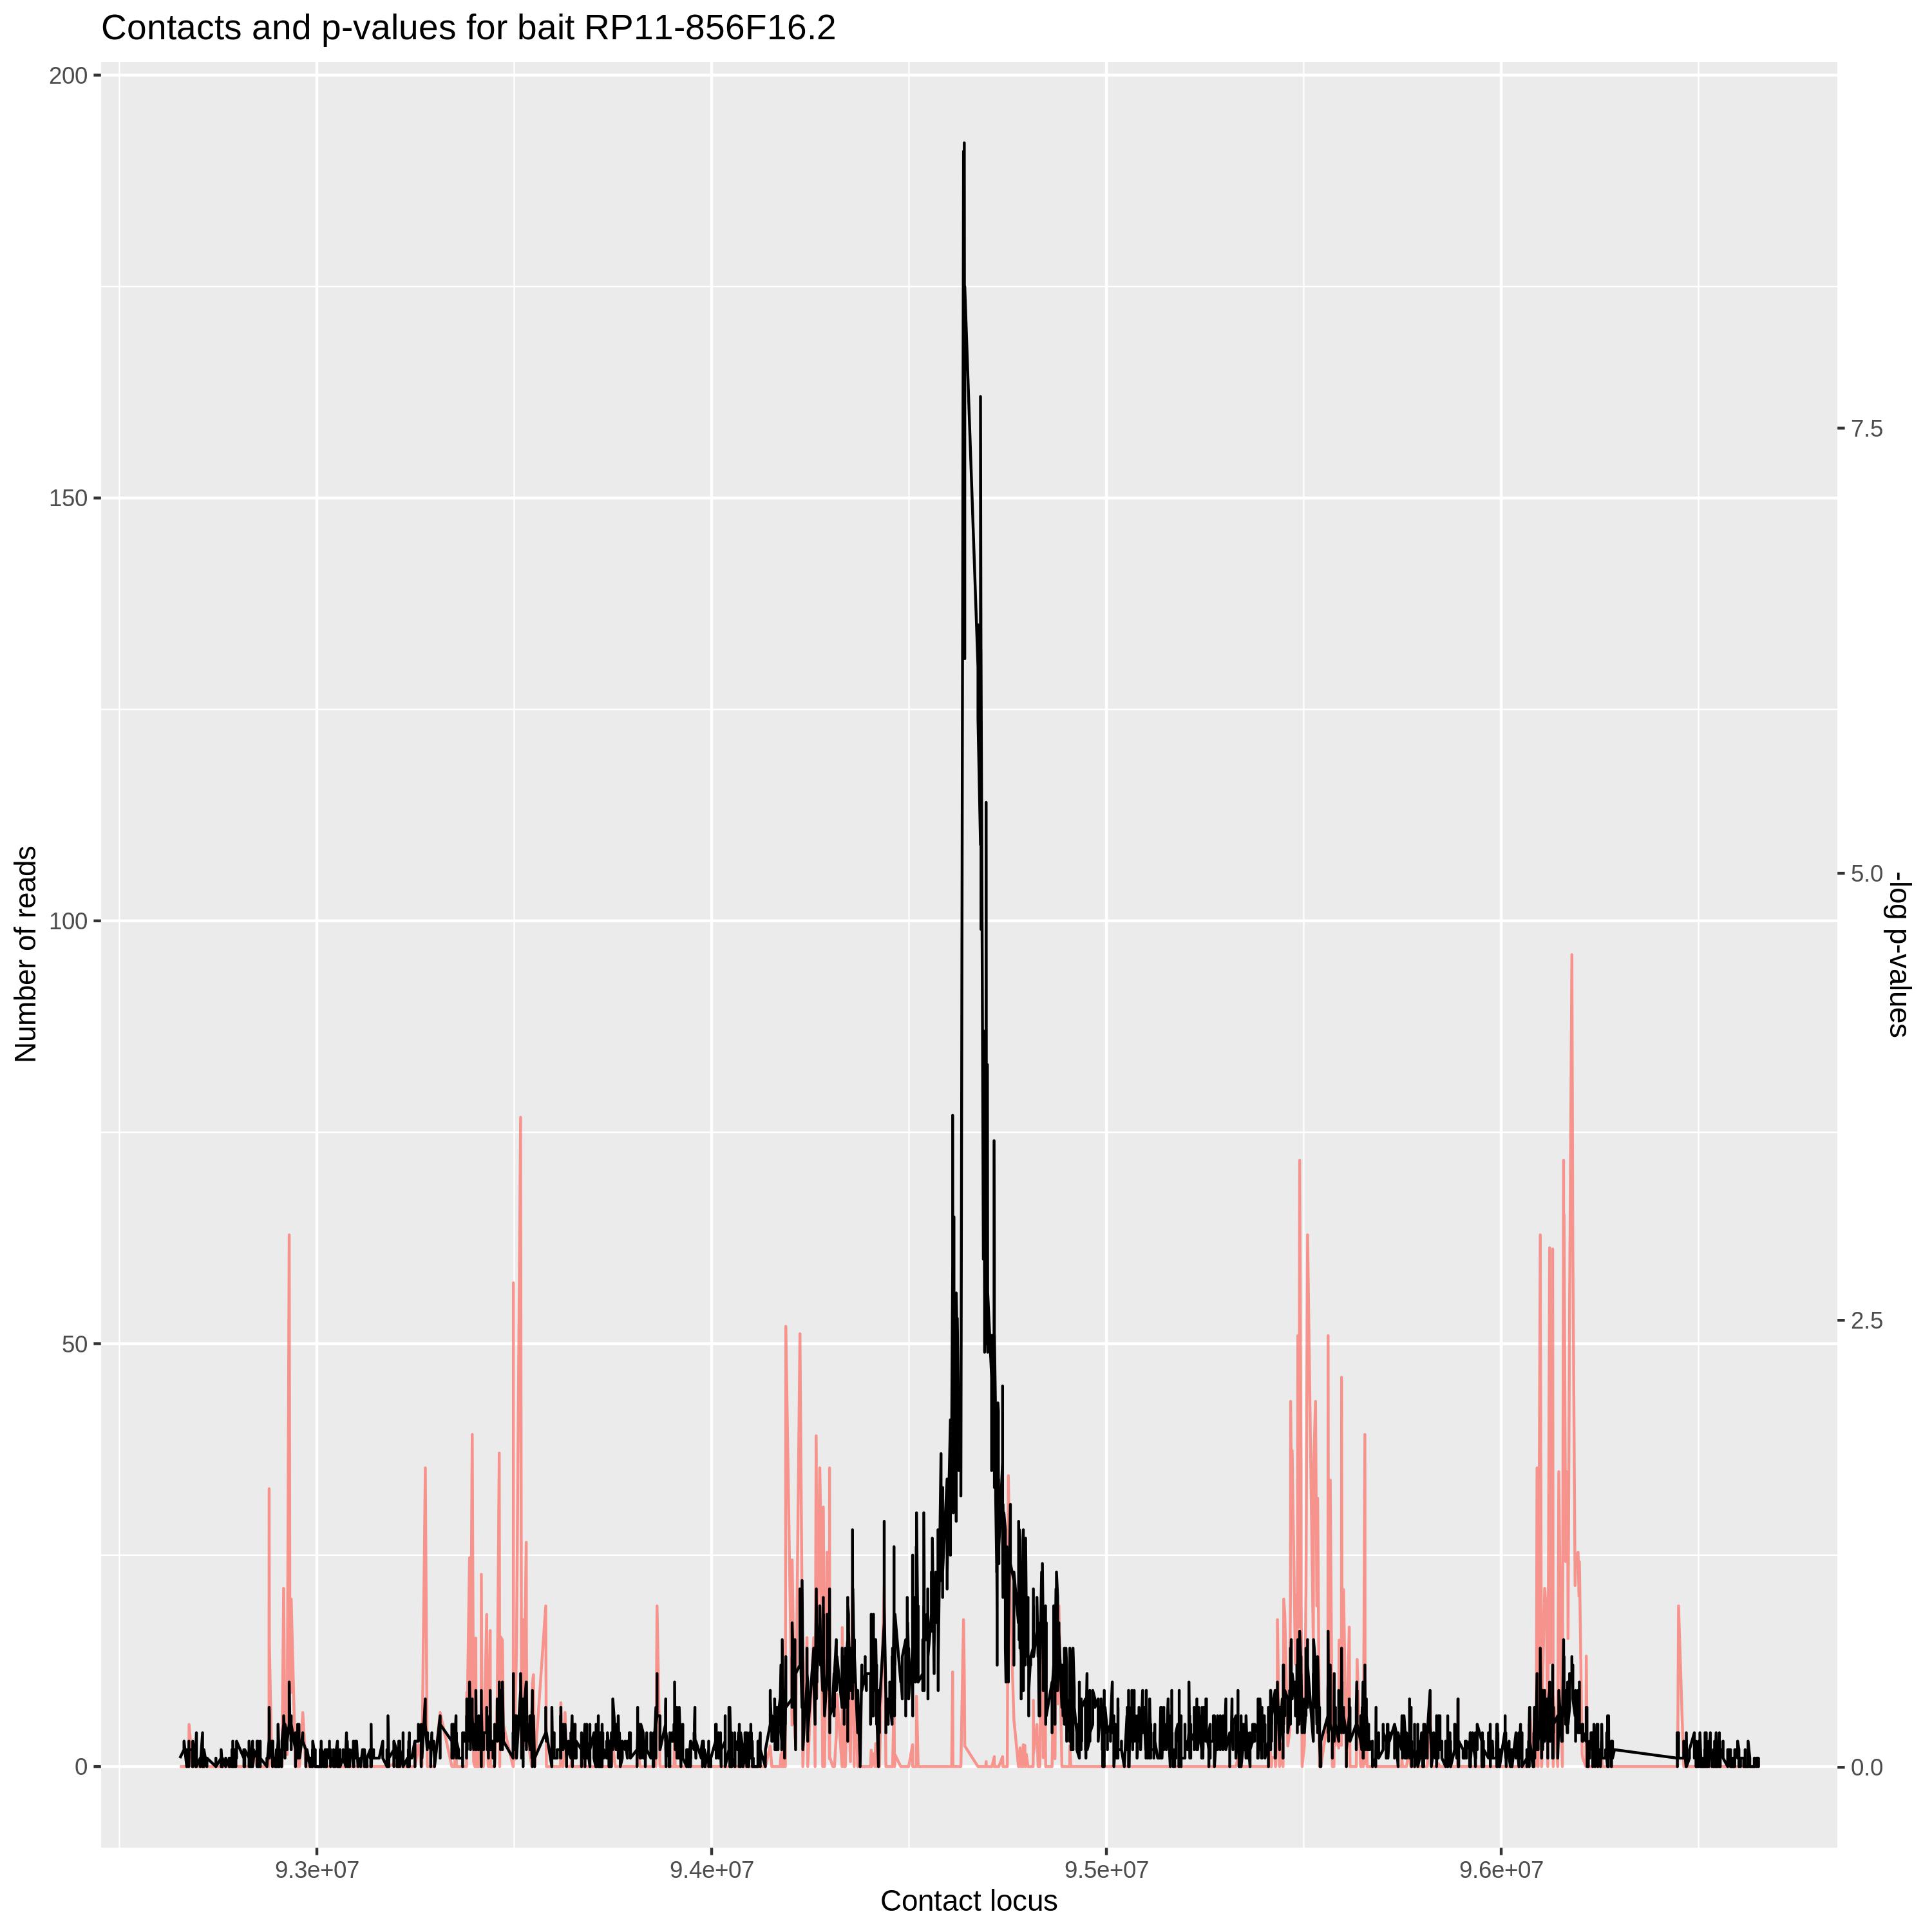 Contacts and p-values for bait RP11-856F16.2
200
150
100
50
0
Number of reads
7.5
5.0
2.5
0.0
-log p-values
9.3e+07
9.4e+07
9.5e+07
9.6e+07
Contact locus